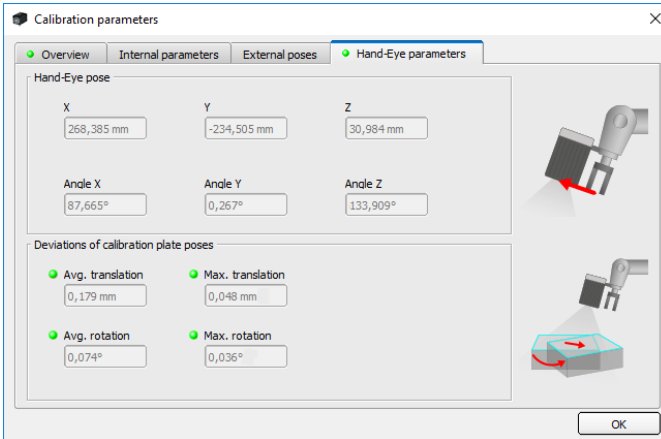 Calibration parameters
Overview Internal parameters External poses Hand-Eye parameters
Hand-Eye pose
X Y Z
268,385 mm -234,505 mm 30,984 mm
Angle X Angle Y Angle Z
87,665° 0,267° 133,909°
Deviations of calibration plate poses
Avg. translation Max. translation
0,179 mm 0,048 mm
Avg. rotation Max. rotation
0,074° 0,036°
OK